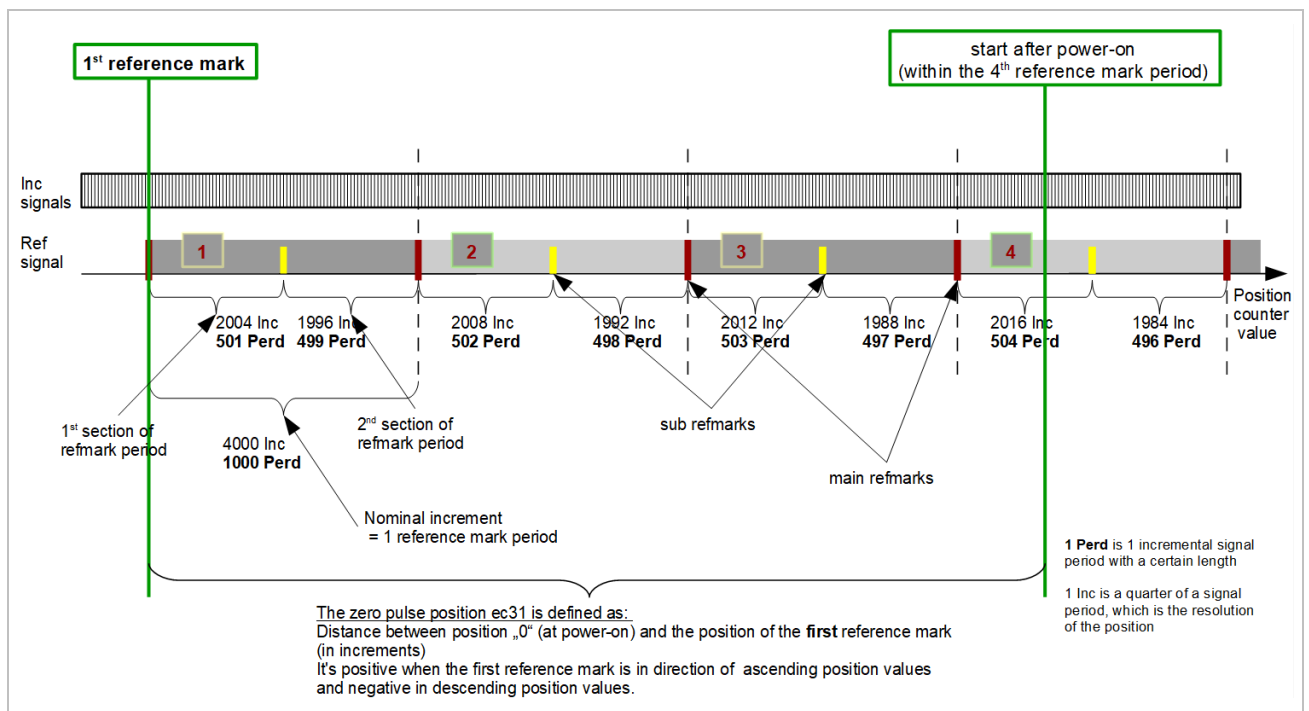 1st reference mark
start after power-on
(within the 4th reference mark period)
Inc
signals
Ref
signal
1
2
3
4
Position
counter
value
2004 Inc
501 Perd
1996 Inc
499 Perd
2008 Inc
502 Perd
1992 Inc
498 Perd
2012 Inc
503 Perd
1988 Inc
497 Perd
2016 Inc
504 Perd
1984 Inc
496 Perd
1st section of
refmark period
4000 Inc
1000 Perd
2nd section of
refmark period
sub refmarks
main refmarks
Nominal increment
= 1 reference mark period
1 Perd is 1 incremental signal
period with a certain length
1 Inc is a quarter of a signal
period, which is the resolution
of the position
The zero pulse position ec31 is defined as:
Distance between position „0“ (at power-on) and the position of the first reference mark
(in increments)
It's positive when the first reference mark is in direction of ascending position values
and negative in descending position values.